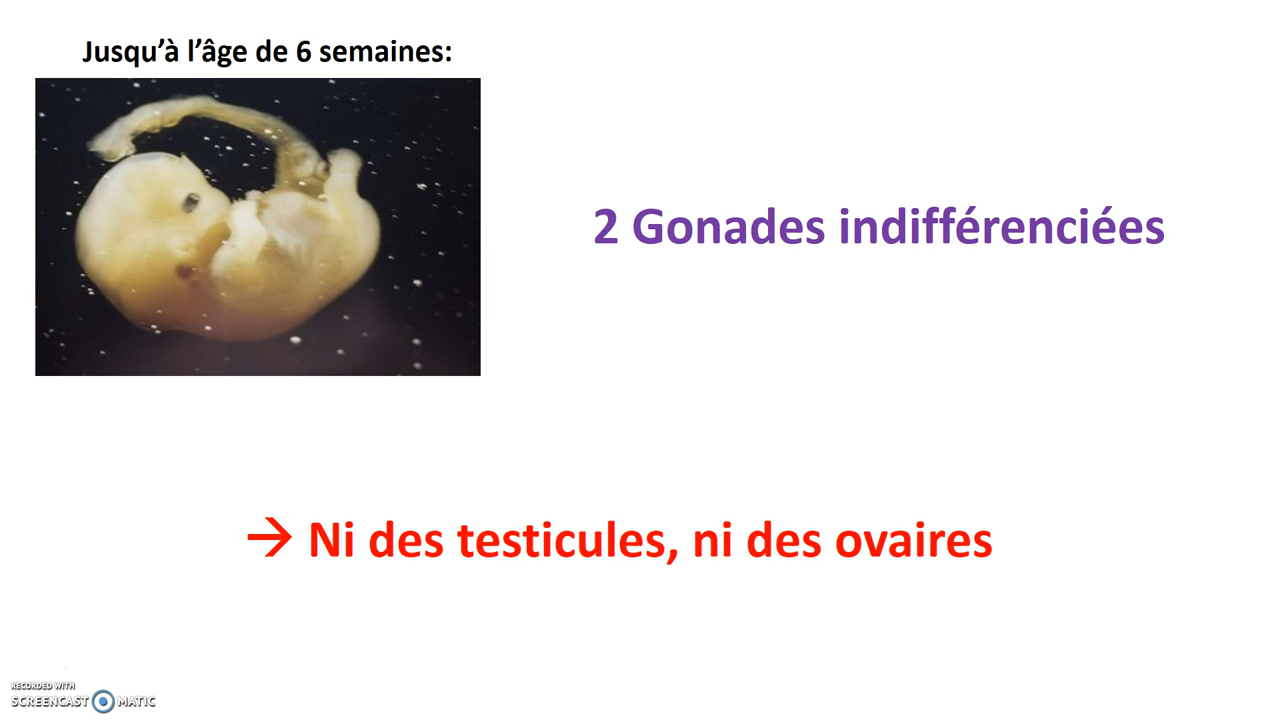 Jusqu’à l’âge de 6 semaines:
2 Gonades indifférenciées
→ Ni des testicules, ni des ovaires
RECORDED WITH
SCREENCAST MATIC